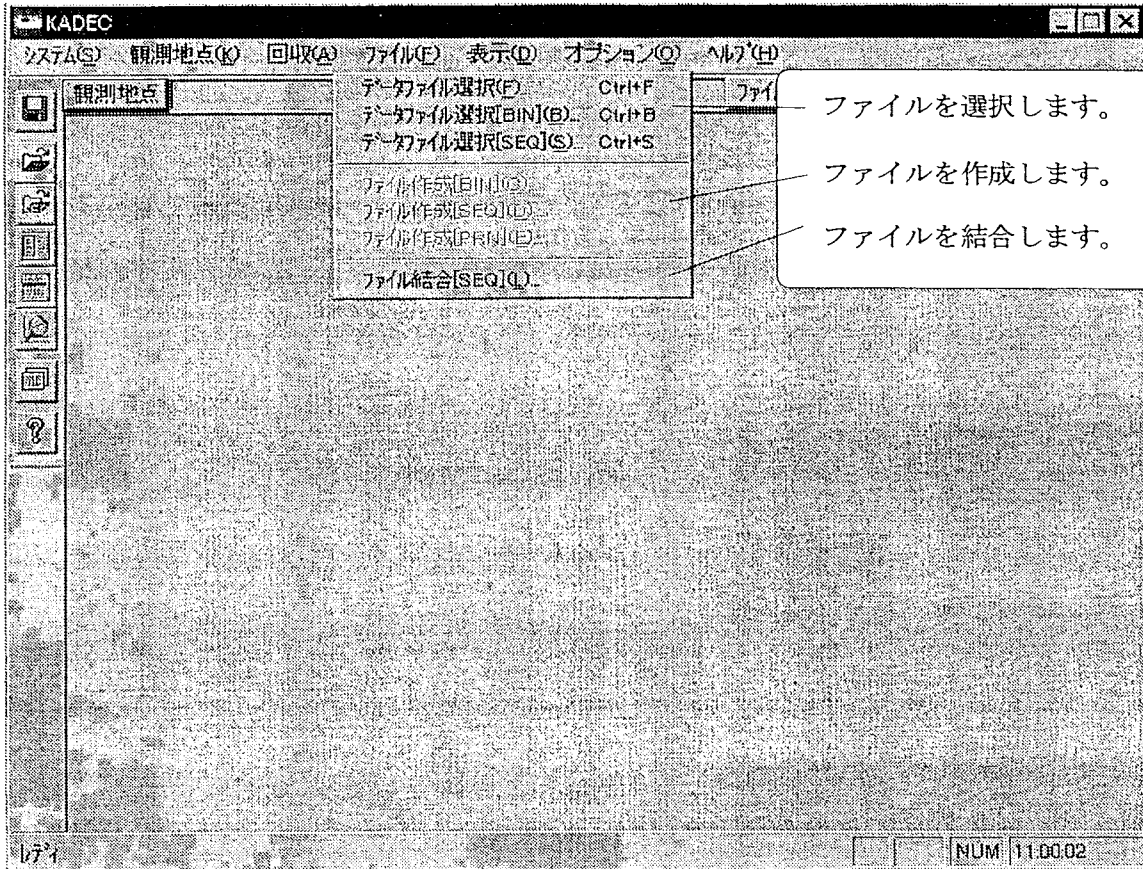 KADEC
システム(S) 観測地点(K) 回収(A) ファイル(F) 表示(D) オプション(O) ヘルプ(H)
観測地点
データファイル選択(F)... Ctrl+F
データファイル選択[BIN](B)... Ctrl+B
データファイル選択[SEQ](S)... Ctrl+S
ファイル作成[BIN]
ファイル作成[SEQ]
ファイル作成[PRN]
ファイル結合[SEQ](L)...
ファイルを選択します。
ファイルを作成します。
ファイルを結合します。
レディ
NUM 11:00:02